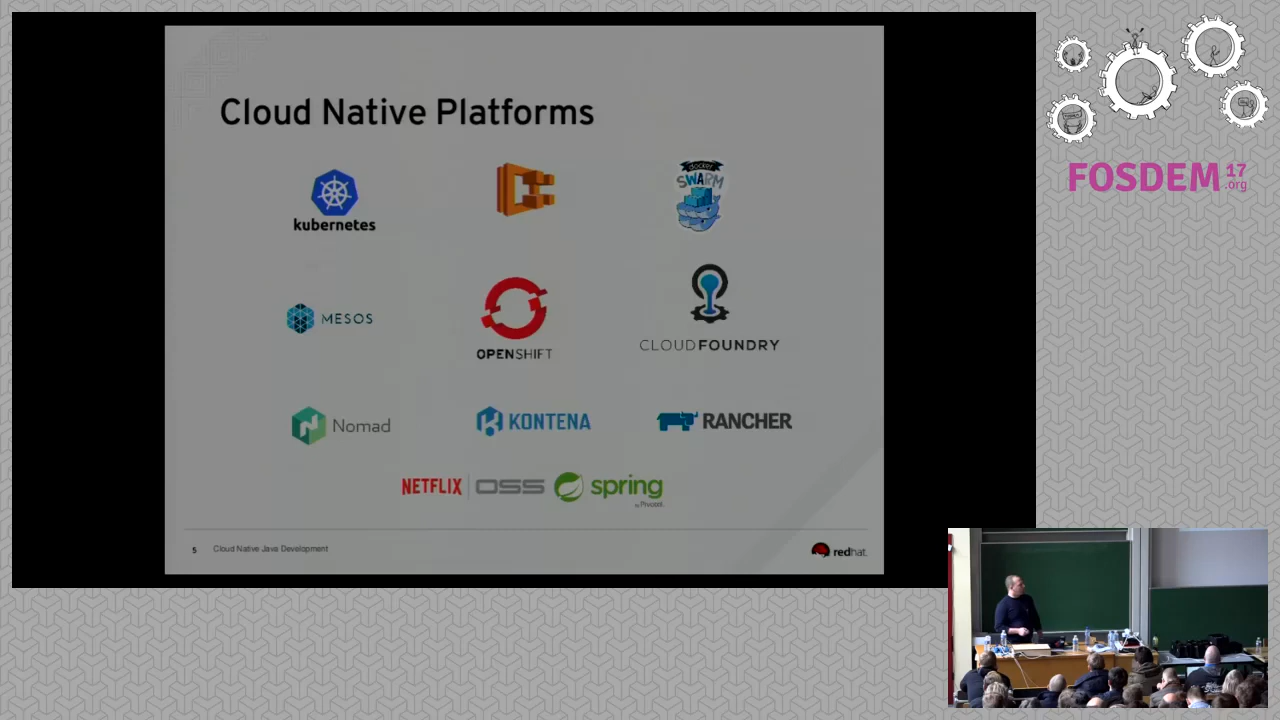 Cloud Native Platforms
kubernetes
docker
SWARM
MESOS
OPENSHIFT
CLOUDFOUNDRY
Nomad
KONTENA
RANCHER
NETFLIX OSS spring
by Pivotal.
5 Cloud Native Java Development
redhat.
FOSDEM 17
.org